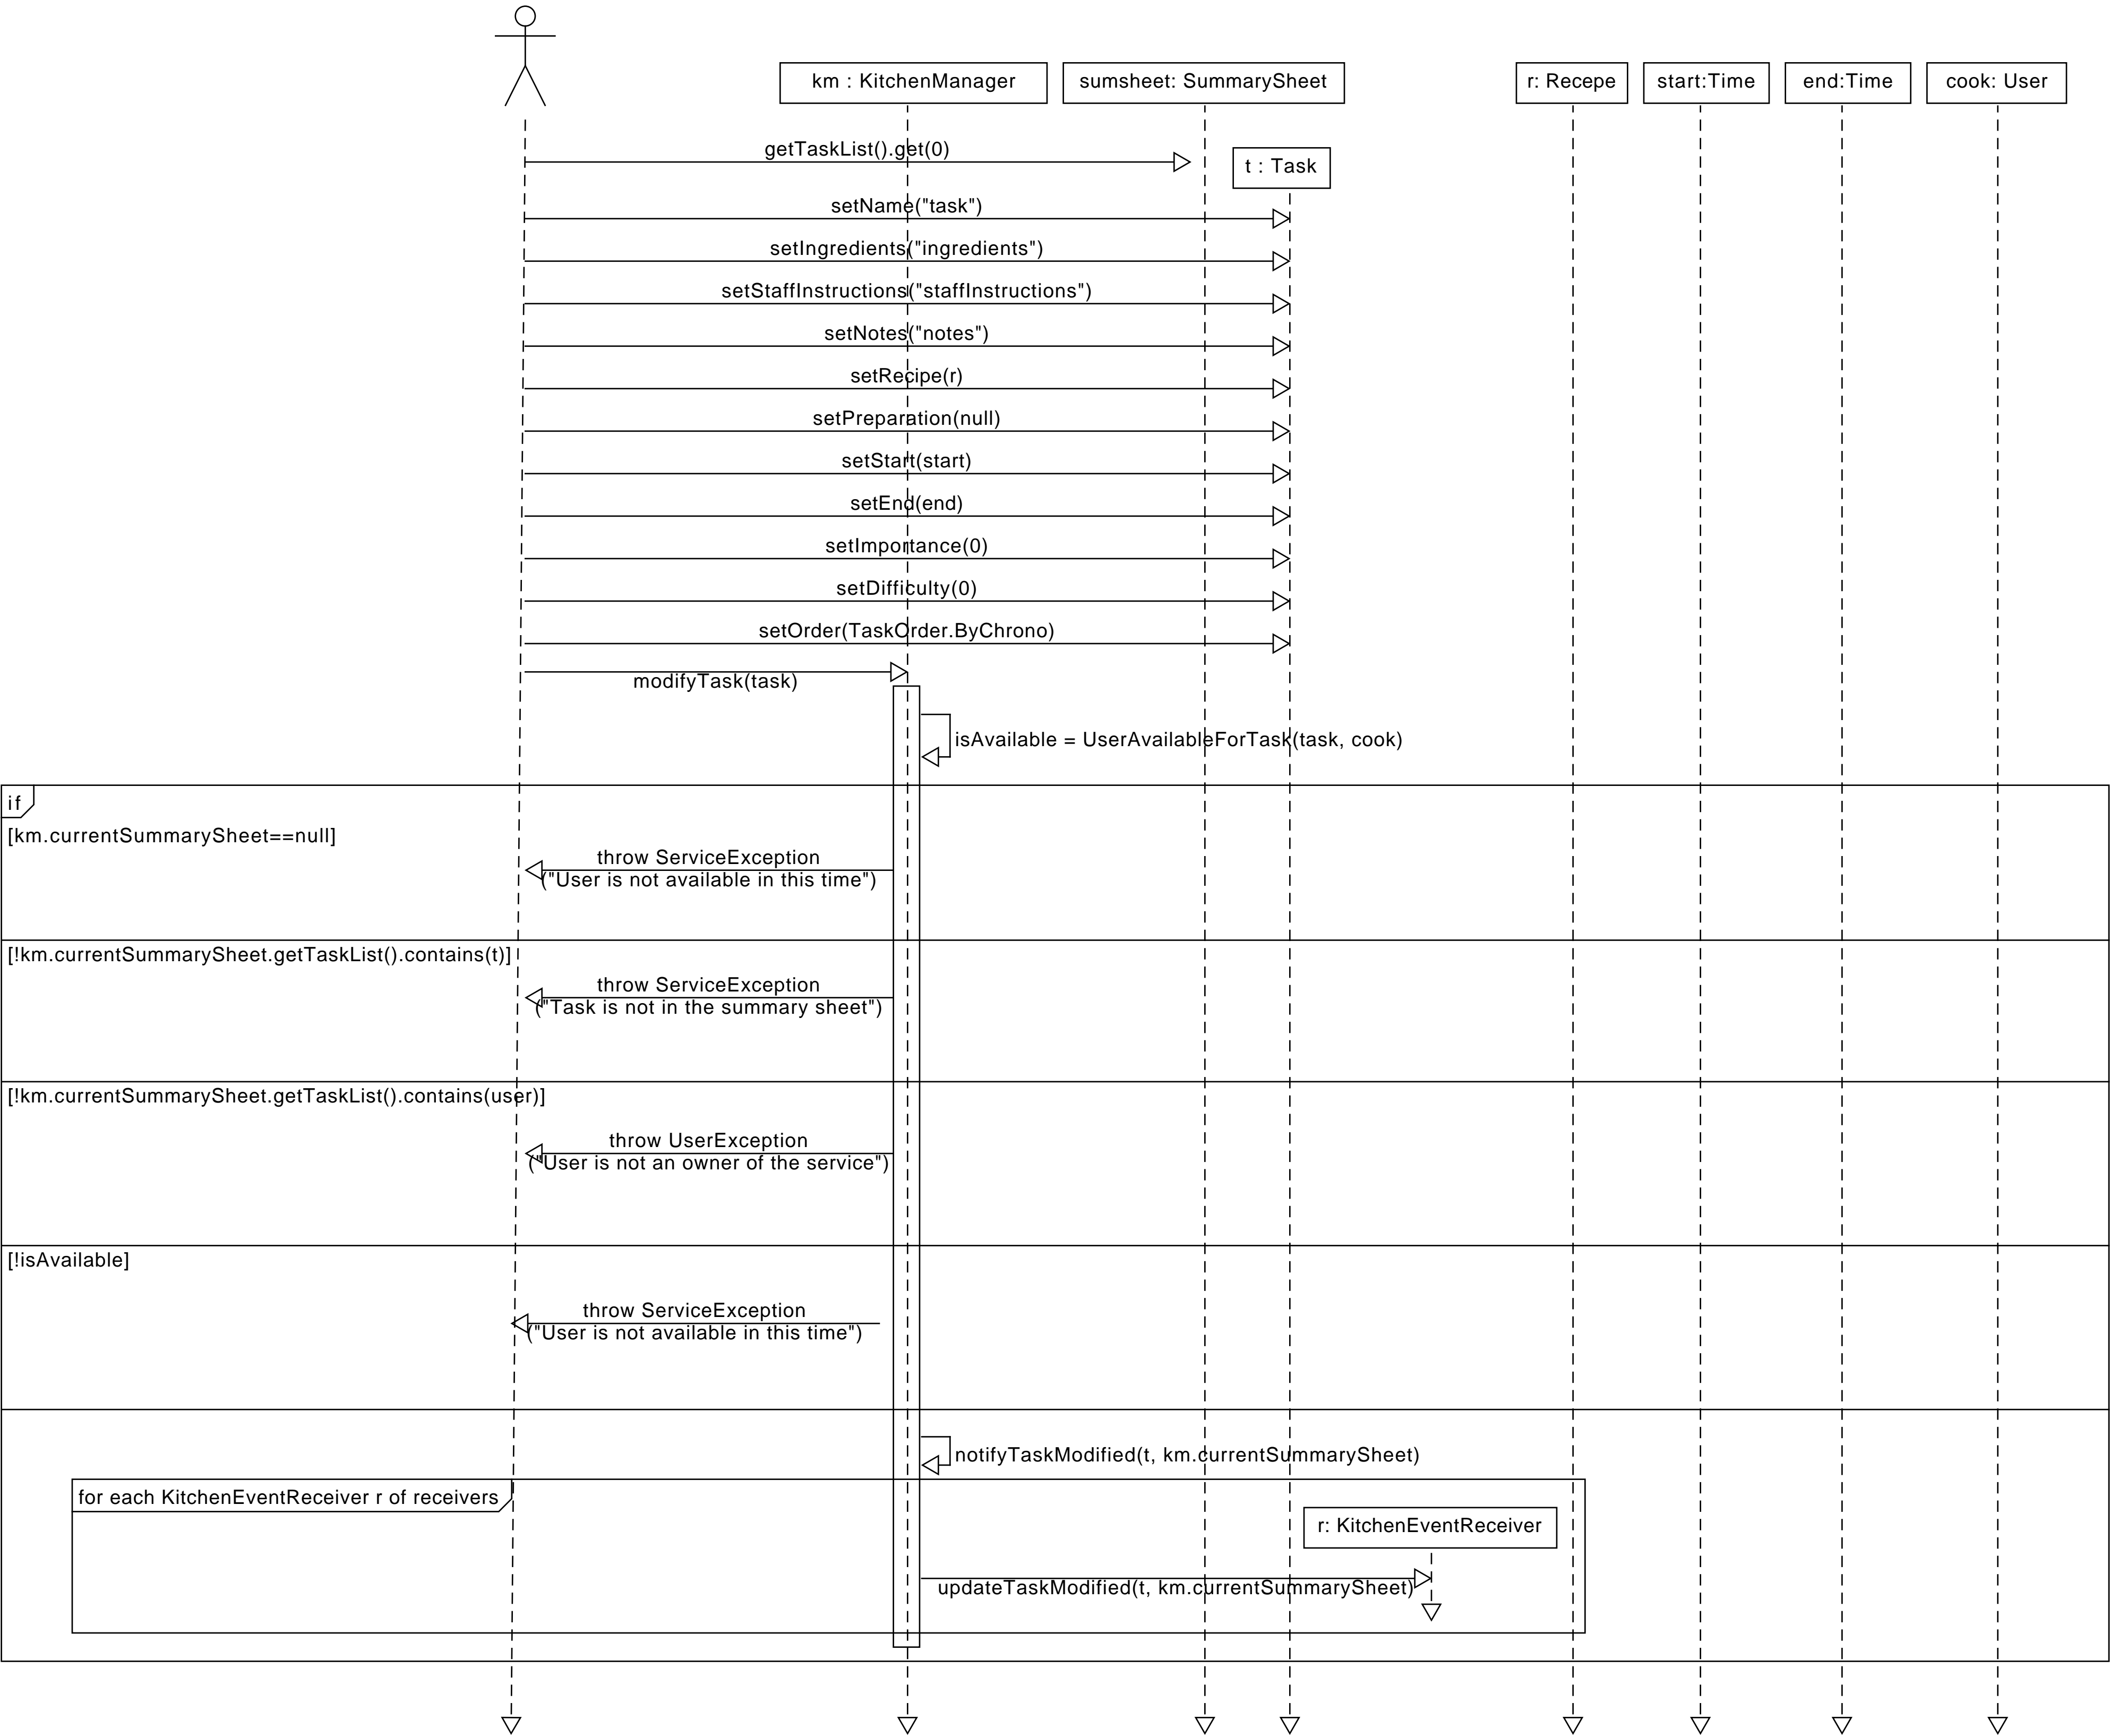 km : KitchenManager
sumsheet: SummarySheet
r: Recepe
start:Time
end:Time
cook: User
getTaskList().get(0)
t : Task
setName("task")
setIngredients("ingredients")
setStaffInstructions("staffInstructions")
setNotes("notes")
setRecipe(r)
setPreparation(null)
setStart(start)
setEnd(end)
setImportance(0)
setDifficulty(0)
setOrder(TaskOrder.ByChrono)
modifyTask(task)
isAvailable = UserAvailableForTask(task, cook)
if
[km.currentSummarySheet==null]
throw ServiceException
("User is not available in this time")
[!km.currentSummarySheet.getTaskList().contains(t)]
throw ServiceException
("Task is not in the summary sheet")
[!km.currentSummarySheet.getTaskList().contains(user)]
throw UserException
("User is not an owner of the service")
[!isAvailable]
throw ServiceException
("User is not available in this time")
notifyTaskModified(t, km.currentSummarySheet)
for each KitchenEventReceiver r of receivers
r: KitchenEventReceiver
updateTaskModified(t, km.currentSummarySheet)